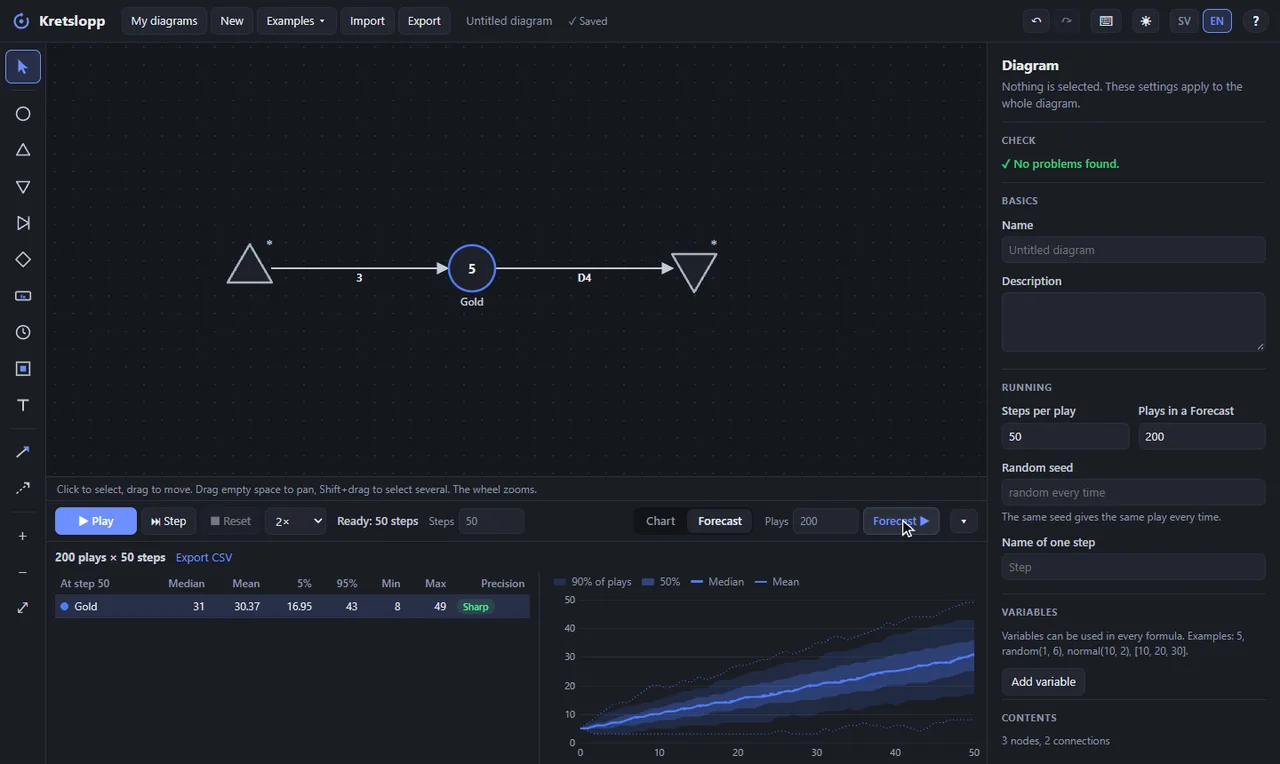 Kretslopp
My diagrams
New
Examples
Import
Export
Untitled diagram
✓ Saved
SV
EN
?
*
3
5
Gold
D4
*
fx
T
Click to select, drag to move. Drag empty space to pan, Shift+drag to select several. The wheel zooms.
Play
Step
Reset
2×
Ready: 50 steps
Steps
50
Chart
Forecast
Plays
200
Forecast
200 plays × 50 steps
Export CSV
At step 50 Median Mean 5% 95% Min Max Precision
Gold 31 30.37 16.95 43 8 49 Sharp
90% of plays 50% Median Mean
50
40
30
20
10
0
0 10 20 30 40 50
Diagram
Nothing is selected. These settings apply to the
whole diagram.
CHECK
✓ No problems found.
BASICS
Name
Untitled diagram
Description
RUNNING
Steps per play Plays in a Forecast
50 200
Random seed
random every time
The same seed gives the same play every time.
Name of one step
Step
VARIABLES
Variables can be used in every formula. Examples: 5,
random(1, 6), normal(10, 2), [10, 20, 30].
Add variable
CONTENTS
3 nodes, 2 connections